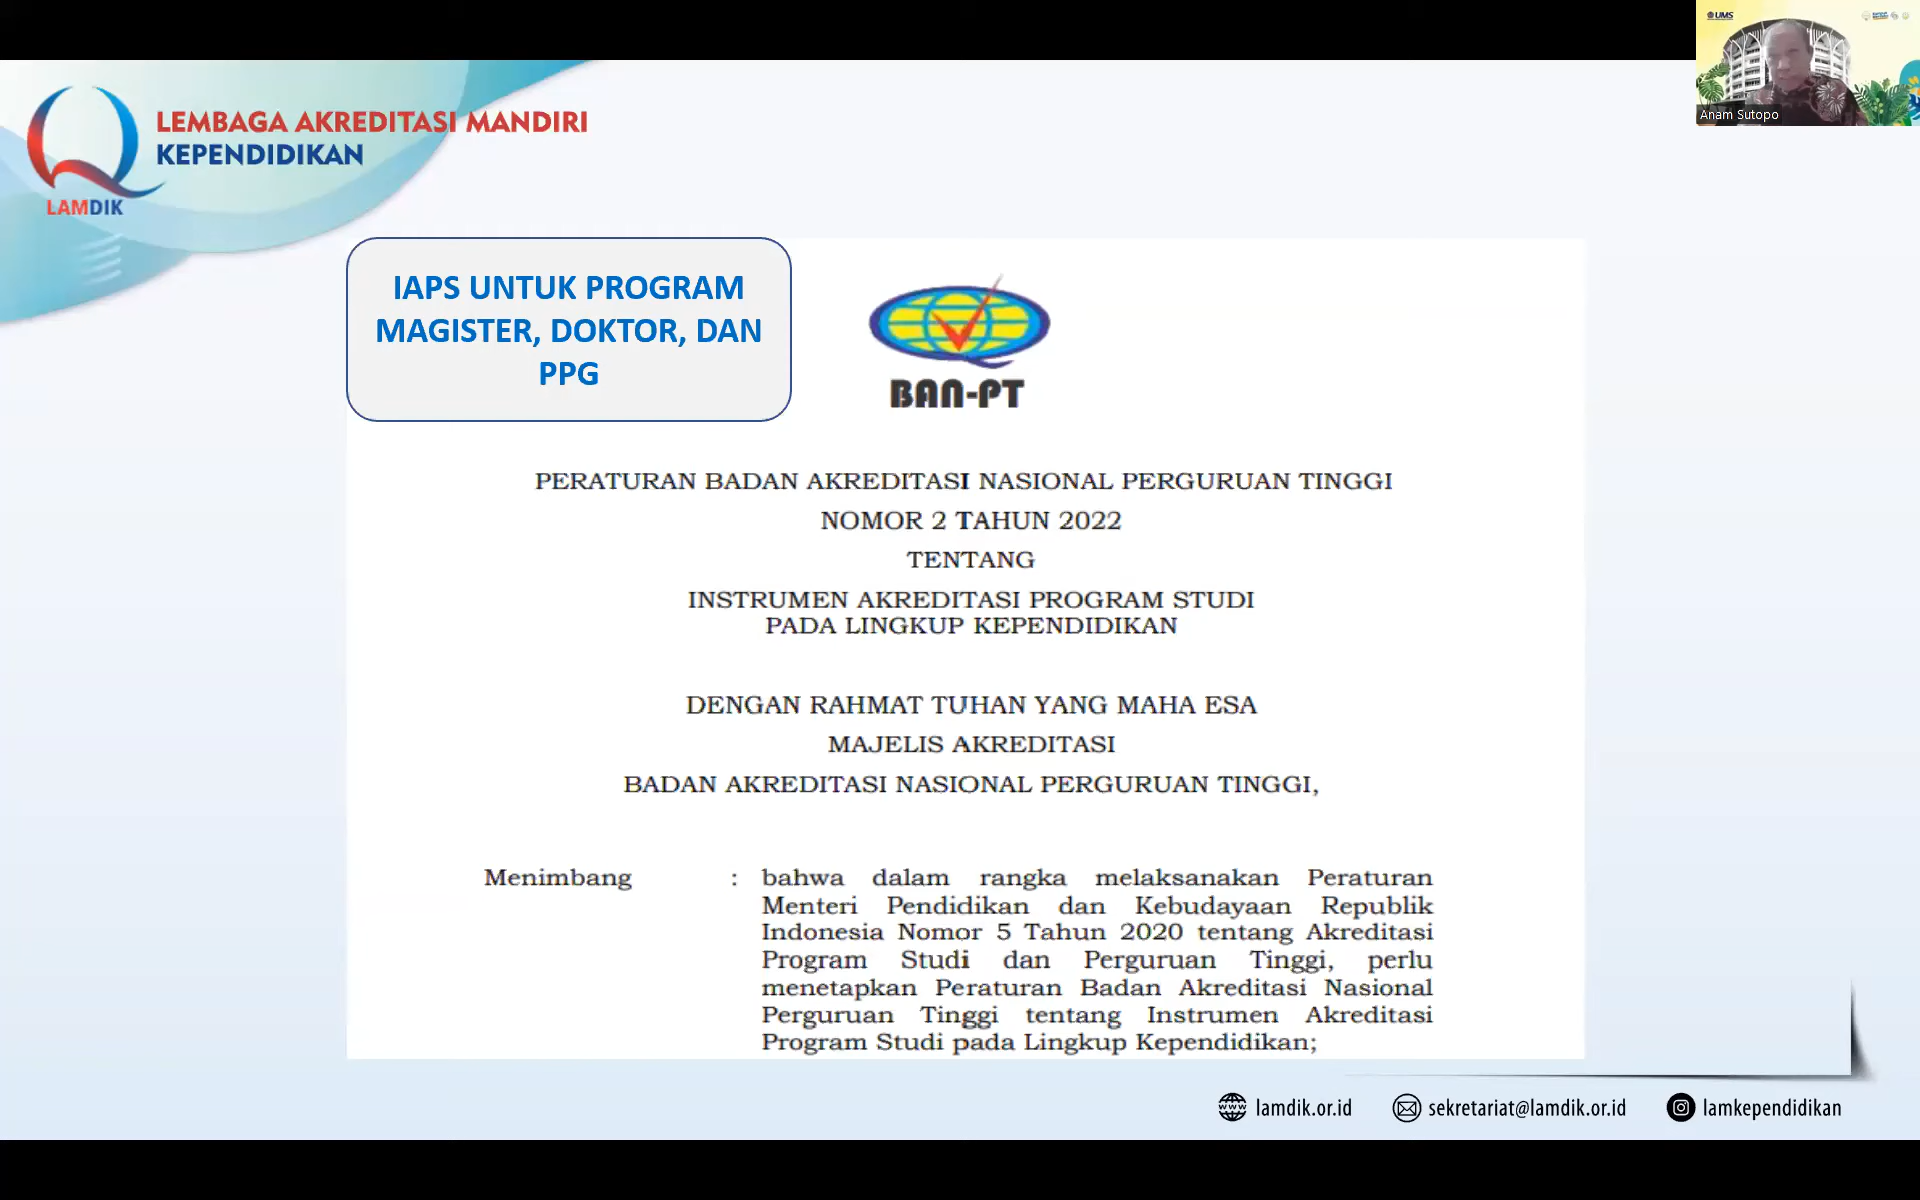 UMS
Anam Sutopo
LEMBAGA AKREDITASI MANDIRI
KEPENDIDIKAN
LAMDIK
IAPS UNTUK PROGRAM
MAGISTER, DOKTOR, DAN
PPG
BAN-PT
PERATURAN BADAN AKREDITASI NASIONAL PERGURUAN TINGGI
NOMOR 2 TAHUN 2022
TENTANG
INSTRUMEN AKREDITASI PROGRAM STUDI
PADA LINGKUP KEPENDIDIKAN
DENGAN RAHMAT TUHAN YANG MAHA ESA
MAJELIS AKREDITASI
BADAN AKREDITASI NASIONAL PERGURUAN TINGGI,
Menimbang : bahwa dalam rangka melaksanakan Peraturan
Menteri Pendidikan dan Kebudayaan Republik
Indonesia Nomor 5 Tahun 2020 tentang Akreditasi
Program Studi dan Perguruan Tinggi, perlu
menetapkan Peraturan Badan Akreditasi Nasional
Perguruan Tinggi tentang Instrumen Akreditasi
Program Studi pada Lingkup Kependidikan;
www lamdik.or.id sekretariat@lamdik.or.id lamkependidikan